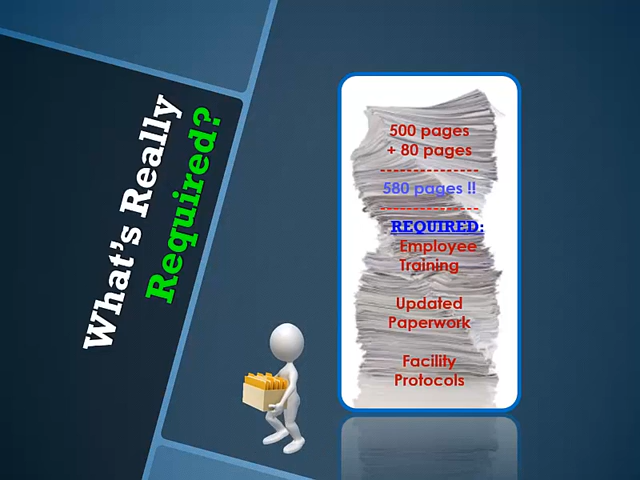 What's Really
Required?
500 pages
+ 80 pages
--------------
580 pages !!
--------------
REQUIRED:
Employee
Training
Updated
Paperwork
Facility
Protocols